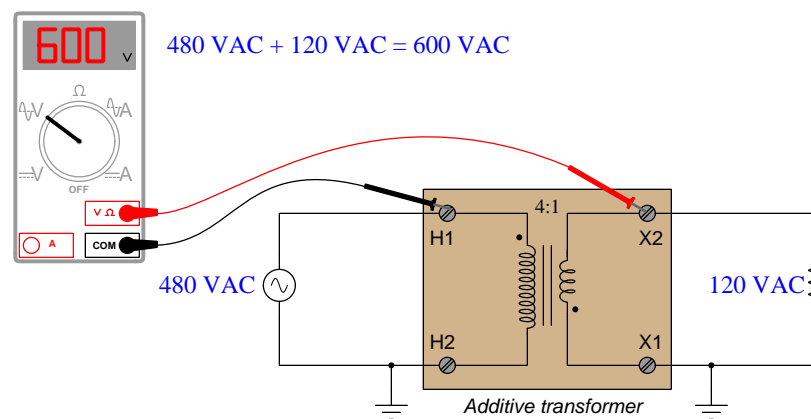 600 V
480 VAC + 120 VAC = 600 VAC
Ω
V A
V A
OFF
V Ω
A COM
4:1
H1 X2
480 VAC 120 VAC
H2 X1
Additive transformer